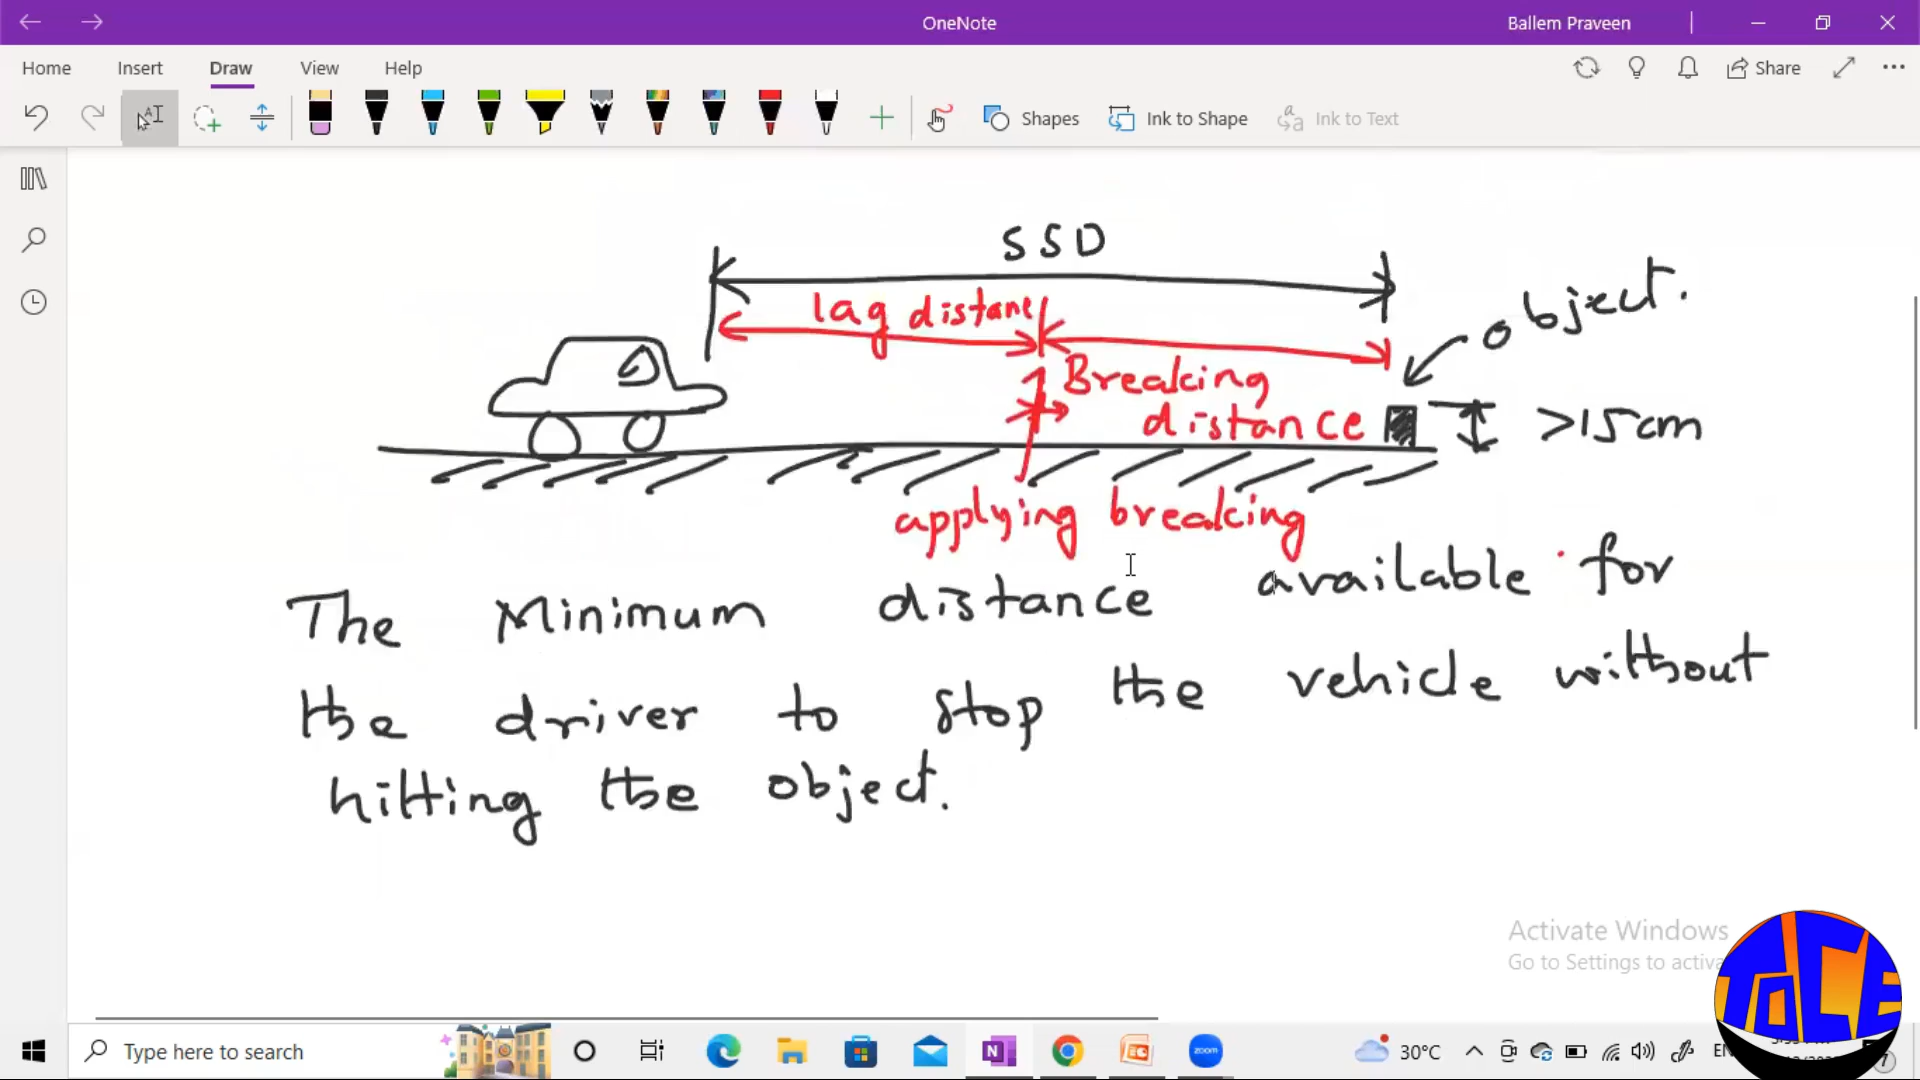 OneNote
Ballem Praveen
Home Insert Draw View Help
Share
Shapes
Ink to Shape
Ink to Text
SSD
lag distane
object.
Breaking
distance
>15cm
applying breaking
The Minimum distance available for
the driver to stop the vehicle without
hitting the object.
Activate Windows
Go to Settings to activa
Type here to search
zoom
30°C